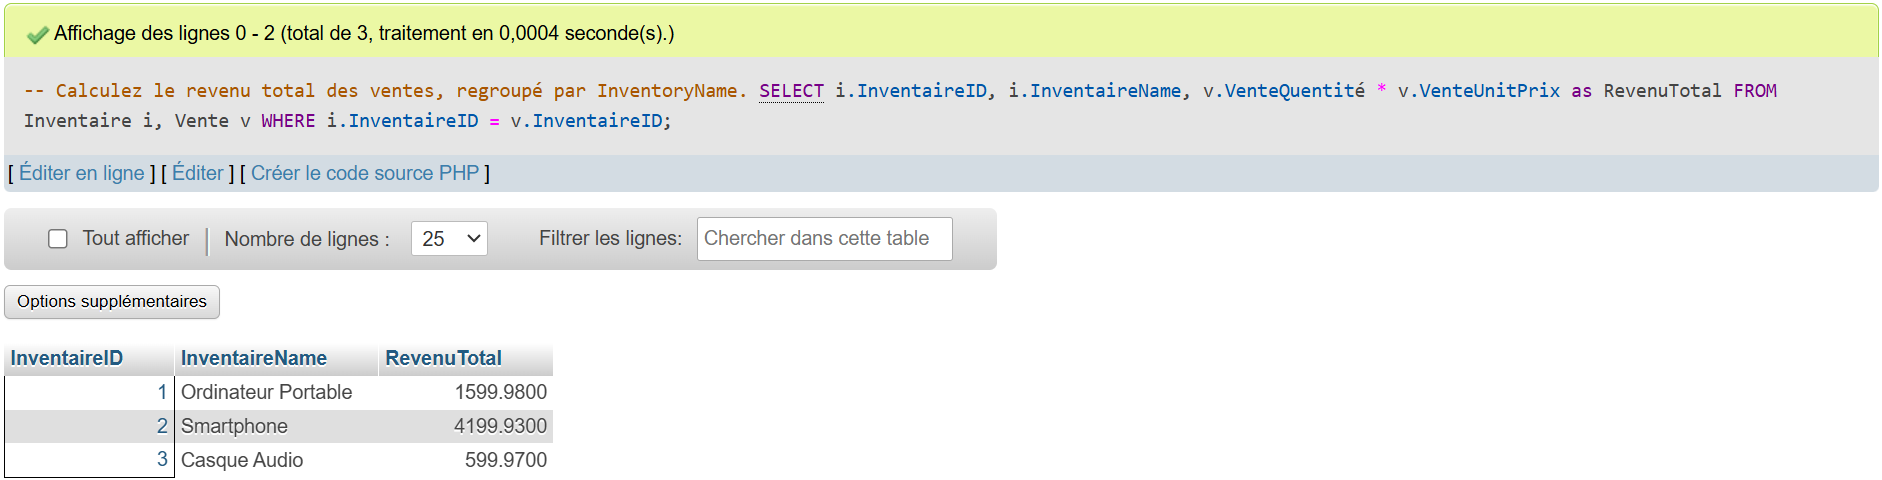 Affichage des lignes 0 - 2 (total de 3, traitement en 0,0004 seconde(s).)
-- Calculez le revenu total des ventes, regroupé par InventoryName. SELECT i.InventaireID, i.InventaireName, v.VenteQuentité * v.VenteUnitPrix as RevenuTotal FROM
Inventaire i, Vente v WHERE i.InventaireID = v.InventaireID;
[ Éditer en ligne ] [ Éditer ] [ Créer le code source PHP ]
Tout afficher Nombre de lignes : 25 Filtrer les lignes: Chercher dans cette table
Options supplémentaires
InventaireID InventaireName RevenuTotal
1 Ordinateur Portable 1599.9800
2 Smartphone 4199.9300
3 Casque Audio 599.9700